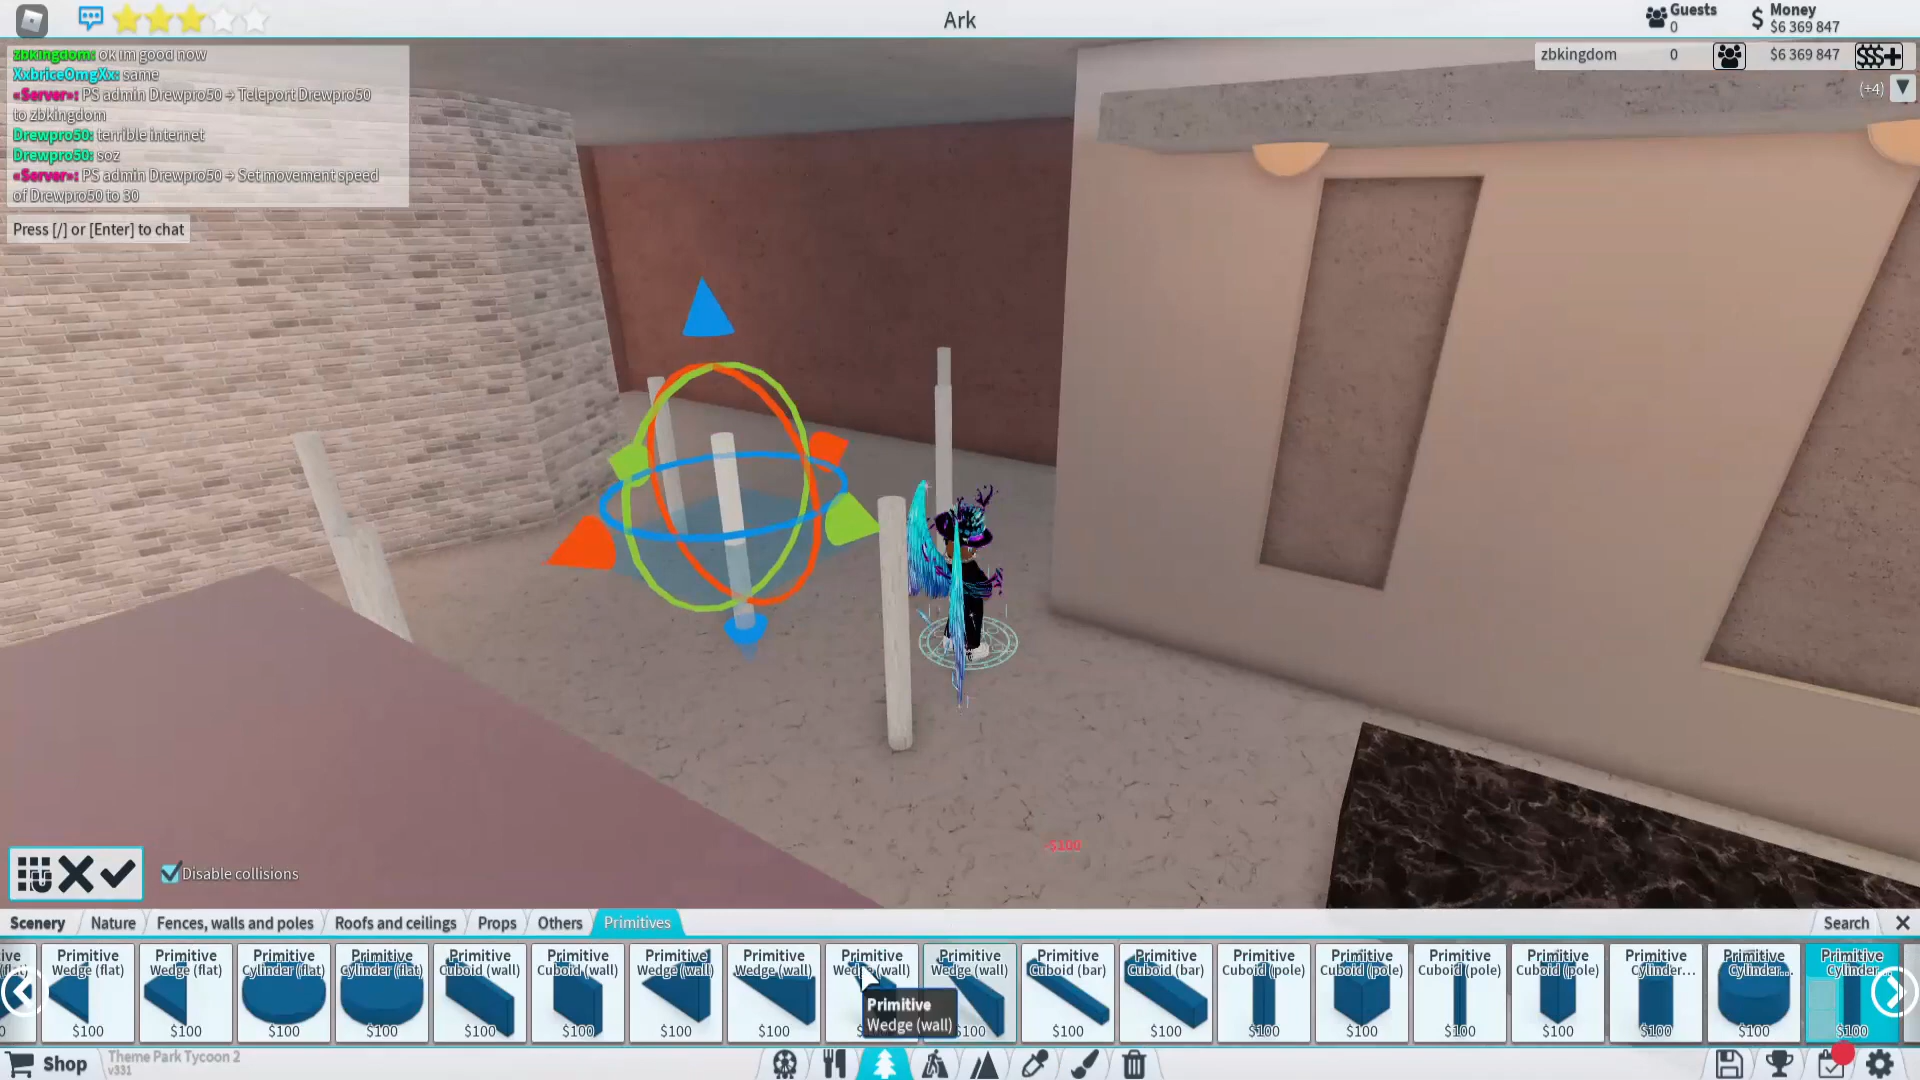 Ark
Guests
0
Money
$6 369 847
zbkingdom 0 $6 369 847
(+4)
zbkingdom: ok im good now
XxbriceOmgXx: same
«Server»: PS admin Drewpro50 → Teleport Drewpro50
to zbkingdom
Drewpro50: terrible internet
Drewpro50: soz
«Server»: PS admin Drewpro50 → Set movement speed
of Drewpro50 to 30
Press [/] or [Enter] to chat
-$100
Disable collisions
Scenery Nature Fences, walls and poles Roofs and ceilings Props Others Primitives Search
Primitive
Wedge (flat)
$100
Primitive
Wedge (flat)
$100
Primitive
Cylinder (flat)
$100
Primitive
Cylinder (flat)
$100
Primitive
Cuboid (wall)
$100
Primitive
Cuboid (wall)
$100
Primitive
Wedge (wall)
$100
Primitive
Wedge (wall)
$100
Primitive
Wedge (wall)
Primitive
Wedge (wall)
$100
Primitive
Wedge (wall)
Primitive
Cuboid (bar)
$100
Primitive
Cuboid (bar)
$100
Primitive
Cuboid (pole)
$100
Primitive
Cuboid (pole)
$100
Primitive
Cuboid (pole)
$100
Primitive
Cuboid (pole)
$100
Primitive
Cylinder...
$100
Primitive
Cylinder...
$100
Primitive
Cylinder...
$100
Shop
Theme Park Tycoon 2
v331